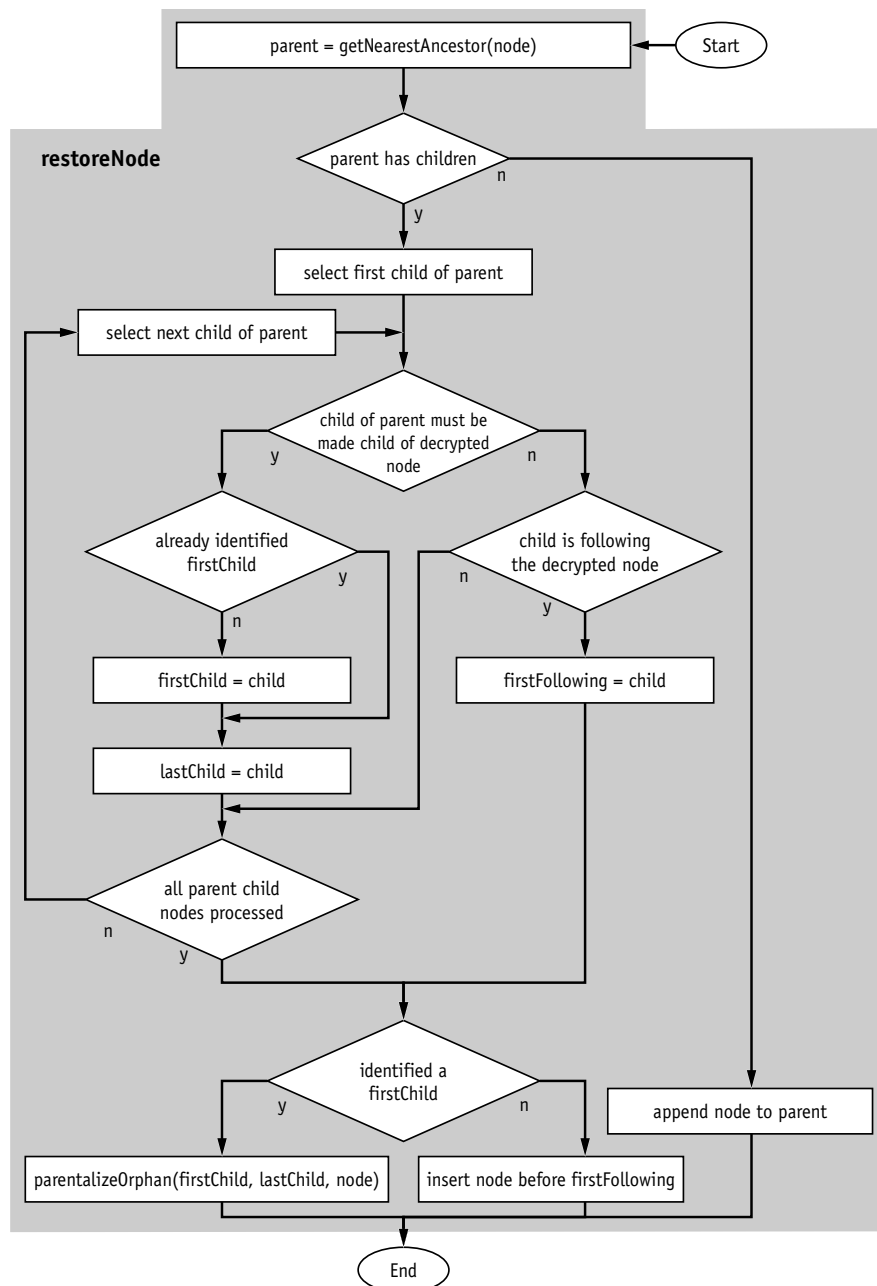 parent = getNearestAncestor(node)
Start
restoreNode
parent has children
n
y
select first child of parent
select next child of parent
child of parent must be
made child of decrypted
node
y
n
already identified
firstChild
y
n
child is following
the decrypted node
n
y
firstChild = child
firstFollowing = child
lastChild = child
all parent child
nodes processed
n
y
identified a
firstChild
y
n
append node to parent
parentalizeOrphan(firstChild, lastChild, node)
insert node before firstFollowing
End